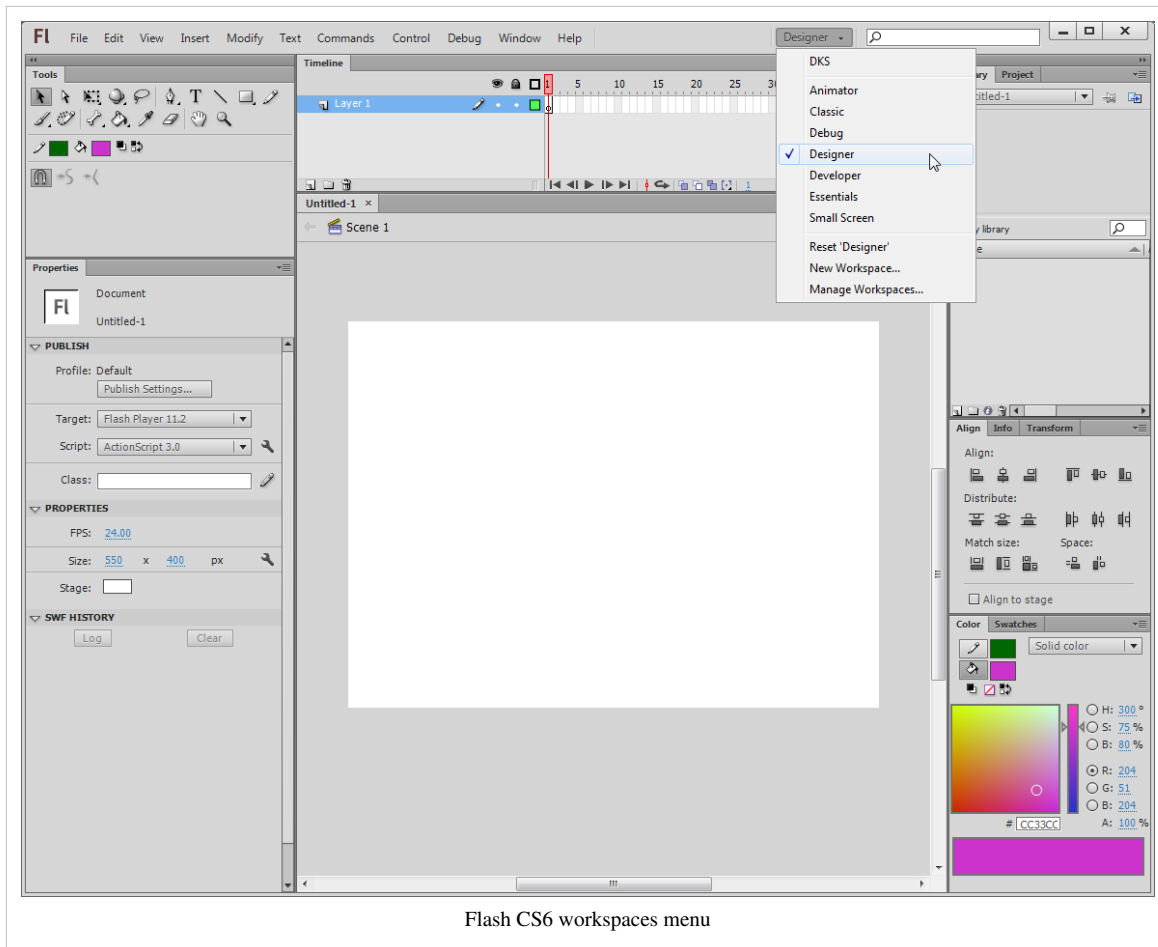 Fl File Edit View Insert Modify Text Commands Control Debug Window Help Designer
Tools
T
Timeline
1 5 10 15 20 25
Layer 1
1
DKS
Animator
Classic
Debug
Designer
Developer
Essentials
Small Screen
Reset 'Designer'
New Workspace...
Manage Workspaces...
Project
Untitled-1 ×
Scene 1
library
Properties
Fl
Document
Untitled-1
PUBLISH
Profile: Default
Publish Settings...
Target: Flash Player 11.2
Script: ActionScript 3.0
Class:
PROPERTIES
FPS: 24.00
Size: 550 x 400 px
Stage:
SWF HISTORY
Log Clear
Align Info Transform
Align:
Distribute:
Match size: Space:
Align to stage
Color Swatches
Solid color
H: 300 °
S: 75 %
B: 80 %
R: 204
G: 51
B: 204
# CC33CC A: 100 %
Flash CS6 workspaces menu